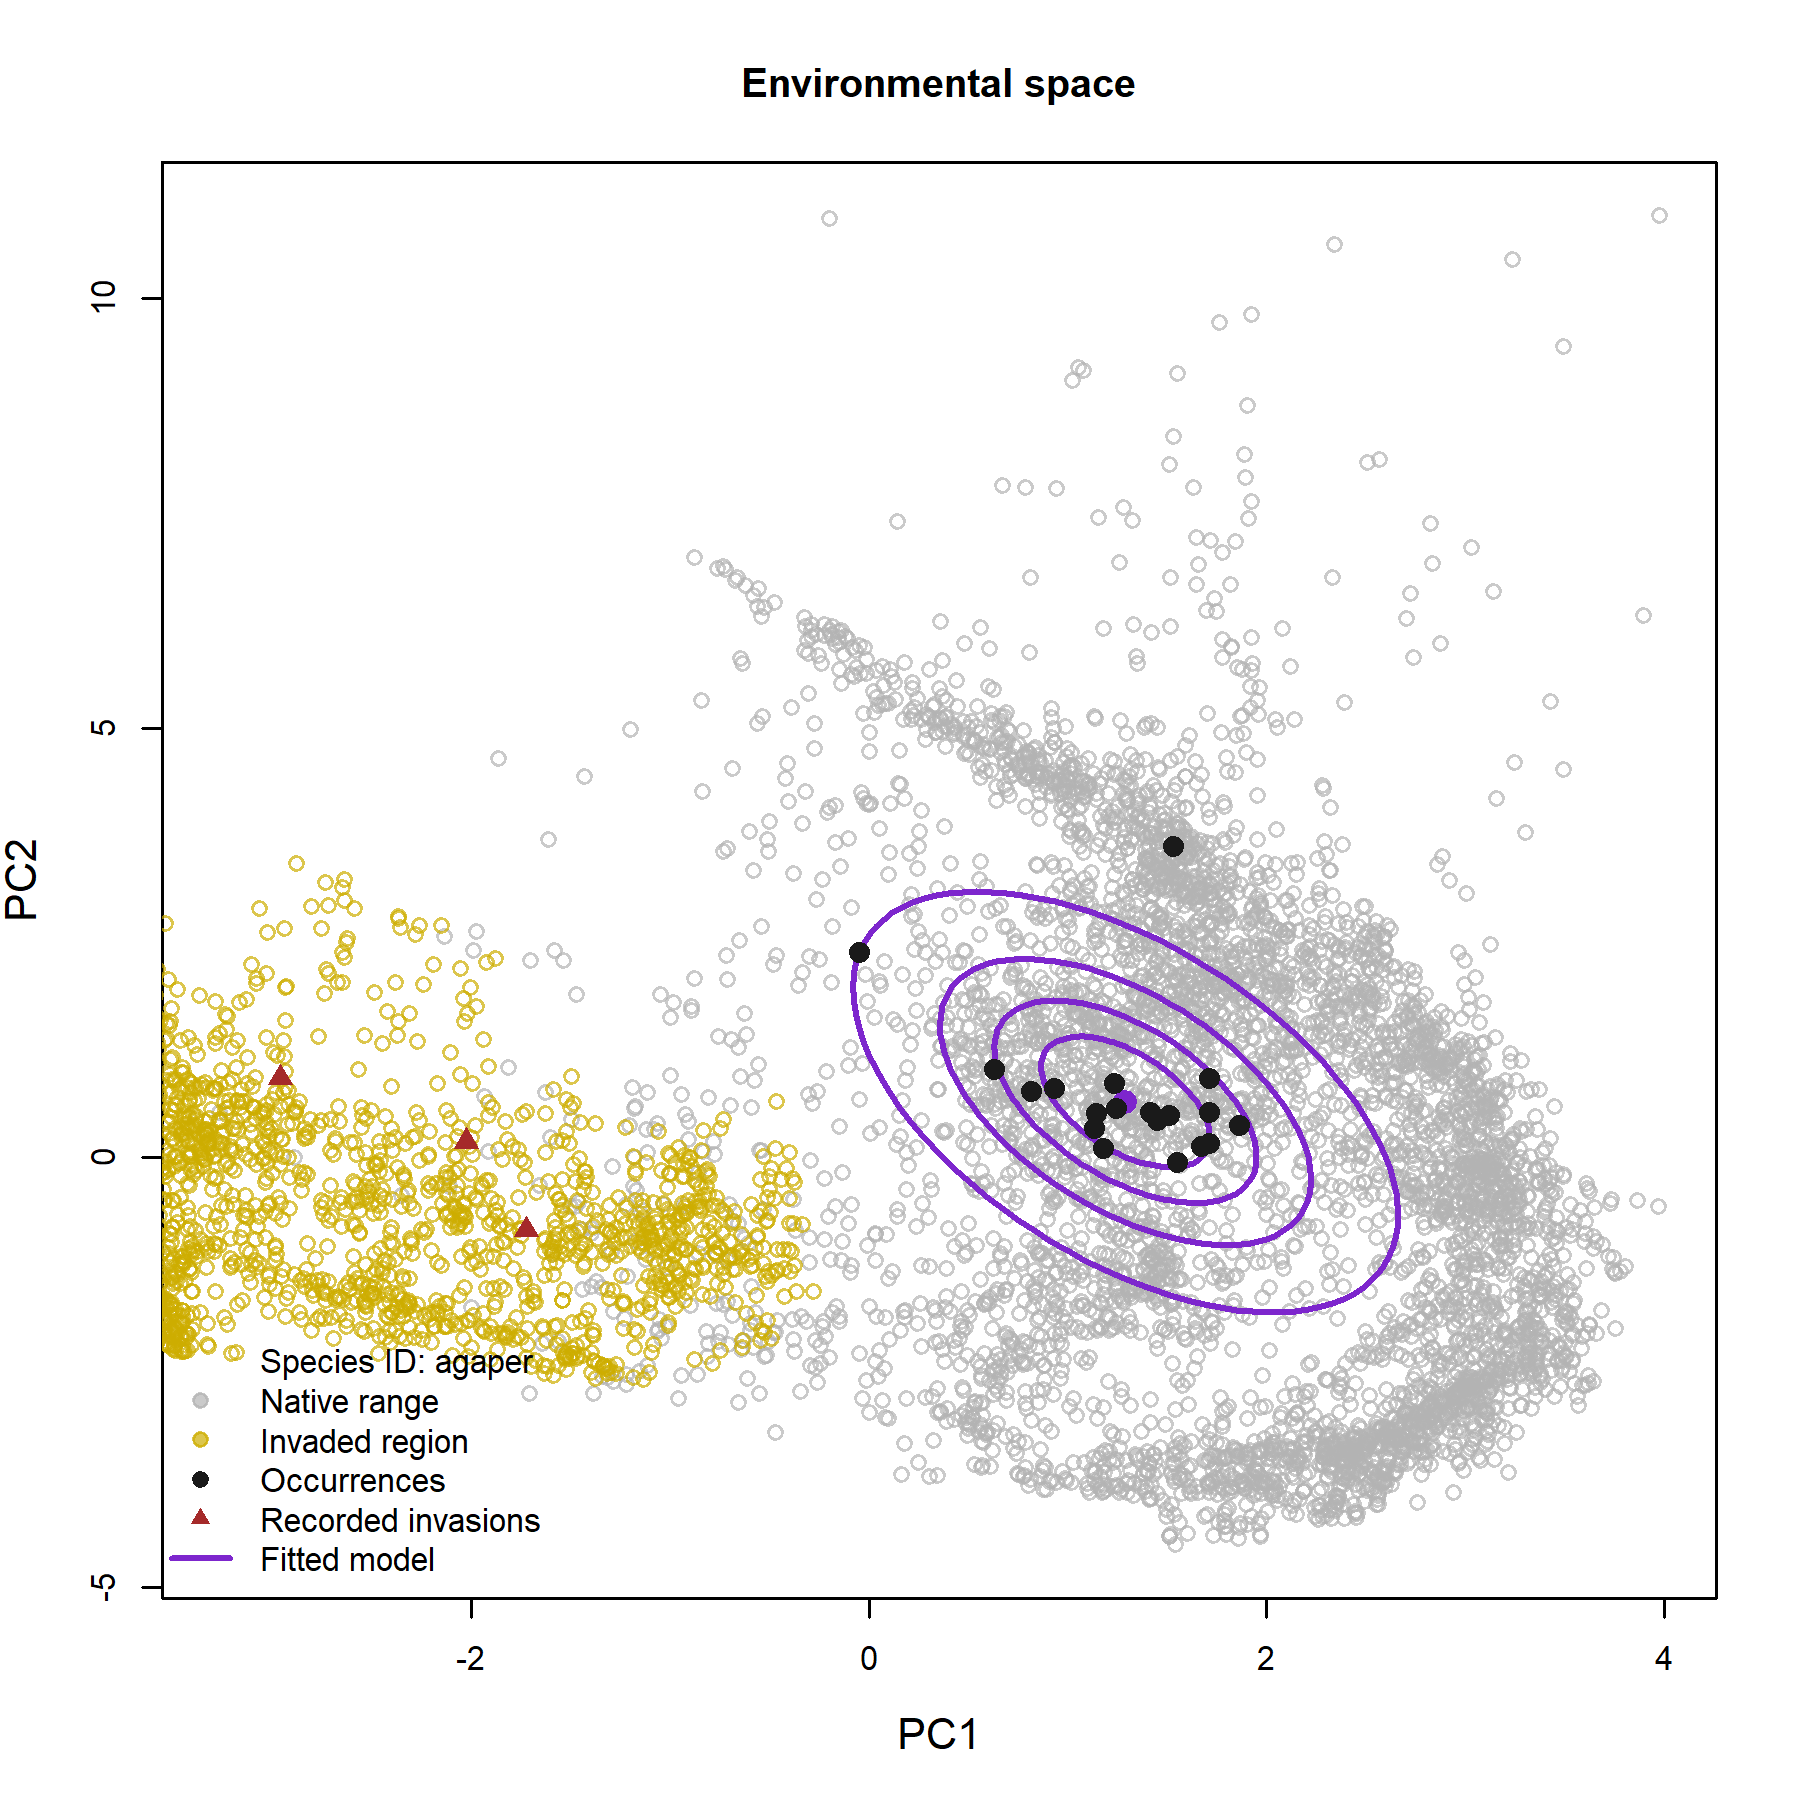 Environmental space
10
5
0
-5
PC2
Species ID: agaper
Native range
Invaded region
Occurrences
Recorded invasions
Fitted model
-2
0
2
4
PC1